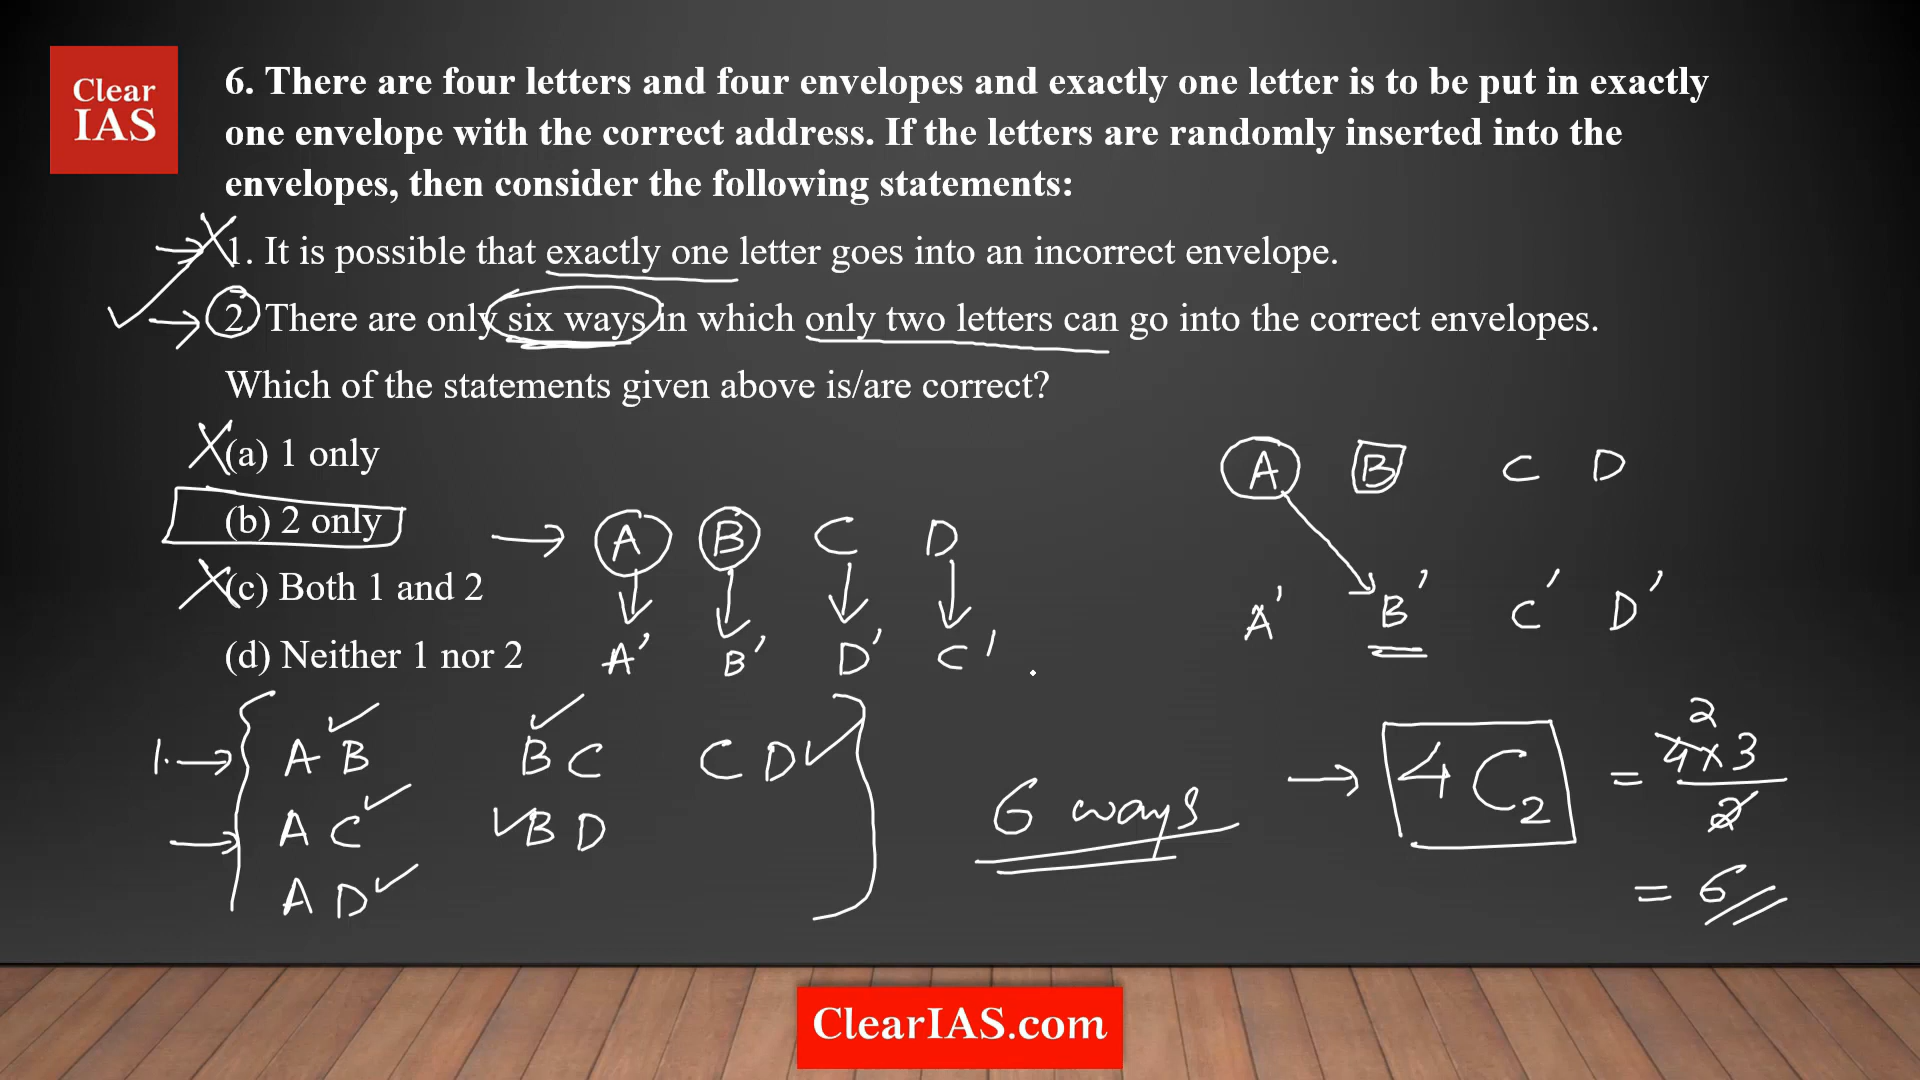 Clear
IAS
6. There are four letters and four envelopes and exactly one letter is to be put in exactly
one envelope with the correct address. If the letters are randomly inserted into the
envelopes, then consider the following statements:
1. It is possible that exactly one letter goes into an incorrect envelope.
2. There are only six ways in which only two letters can go into the correct envelopes.
Which of the statements given above is/are correct?
(a) 1 only
(b) 2 only
(c) Both 1 and 2
(d) Neither 1 nor 2
A B C D
A' B' C' D'
A B C D
A' B' D' C'
1. → A B B C C D
→ A C B D
A D
6 ways
→ 4C₂ = 4×3
2
2
= 6
ClearIAS.com